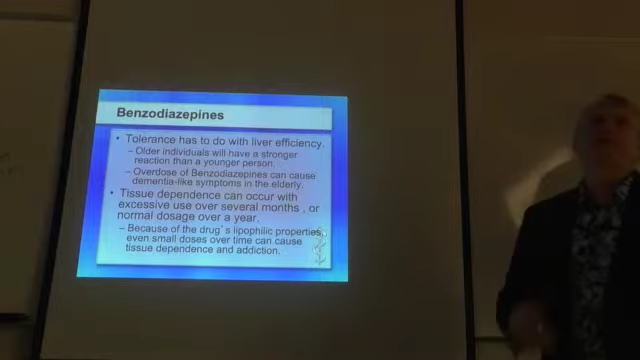 Benzodiazepines
• Tolerance has to do with liver efficiency.
– Older individuals will have a stronger
reaction than a younger person.
– Overdose of Benzodiazepines can cause
dementia-like symptoms in the elderly.
• Tissue dependence can occur with
excessive use over several months , or
normal dosage over a year.
– Because of the drug's lipophilic properties,
even small doses over time can cause
tissue dependence and addiction.